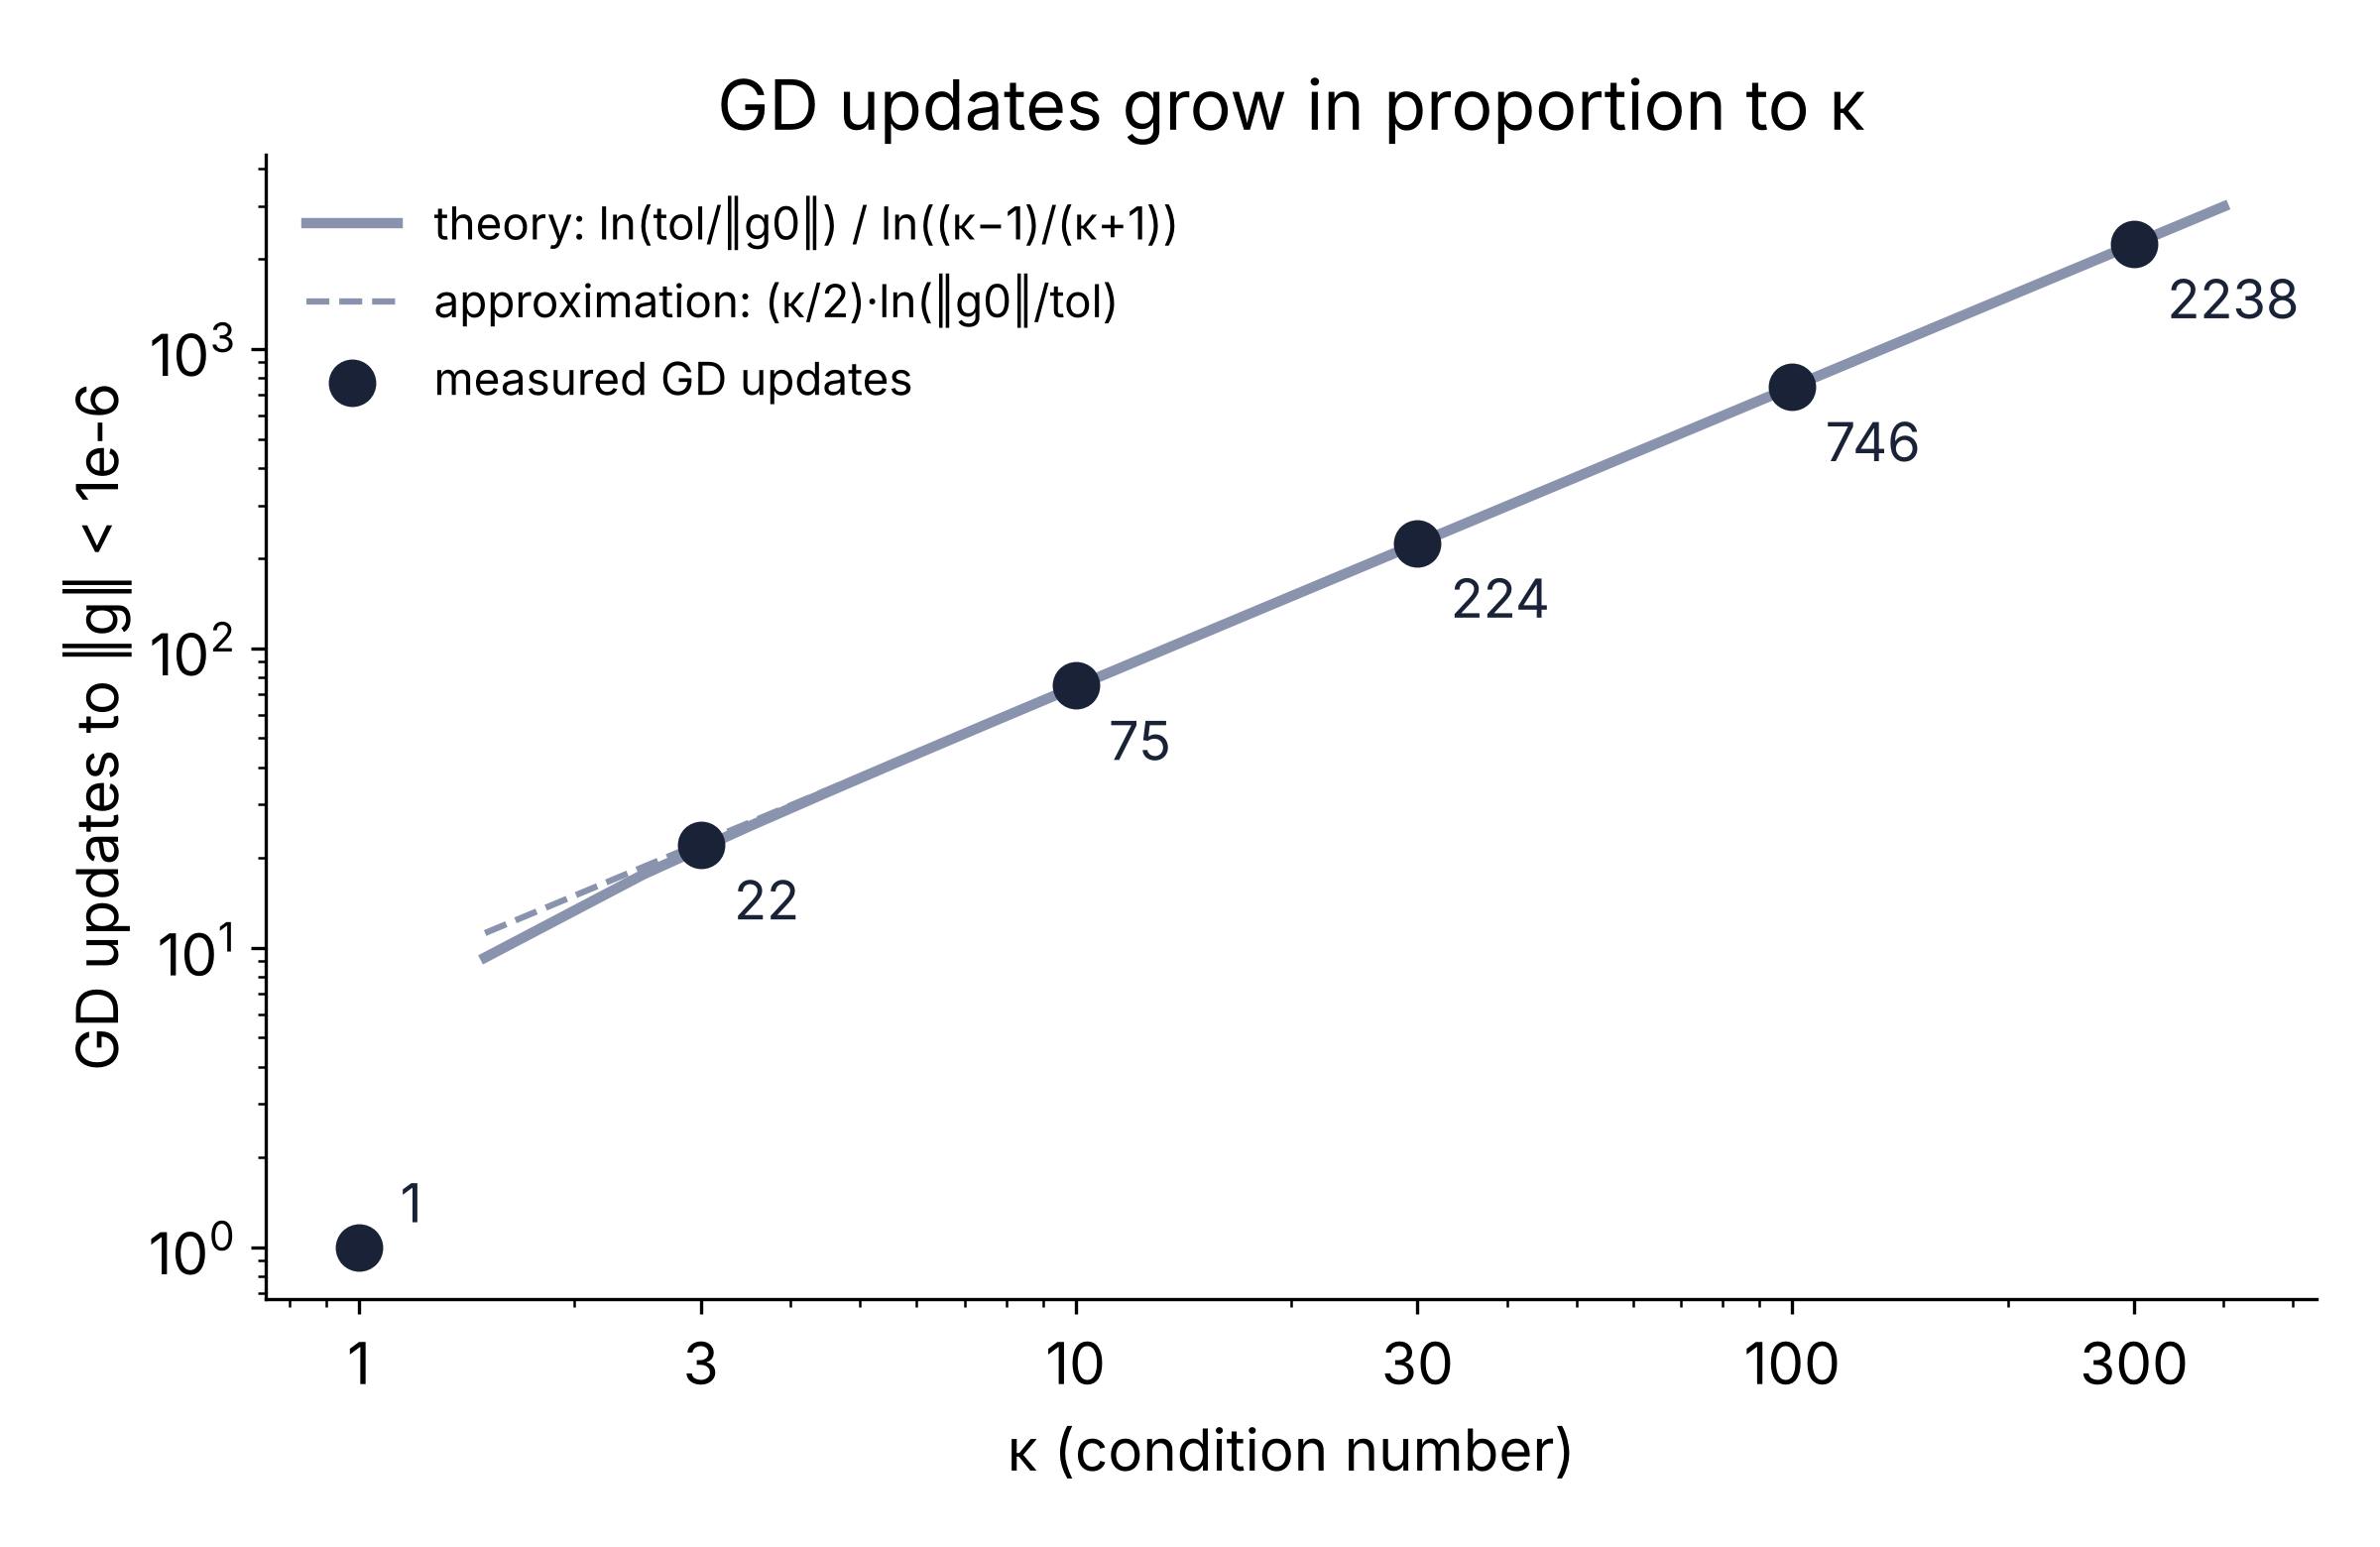 GD updates grow in proportion to κ
theory: ln(tol/‖g0‖) / ln((κ−1)/(κ+1))
approximation: (κ/2)·ln(‖g0‖/tol)
measured GD updates
GD updates to ‖g‖ < 1e-6
10³
10²
10¹
10⁰
1
22
75
224
746
2238
1
3
10
30
100
300
κ (condition number)